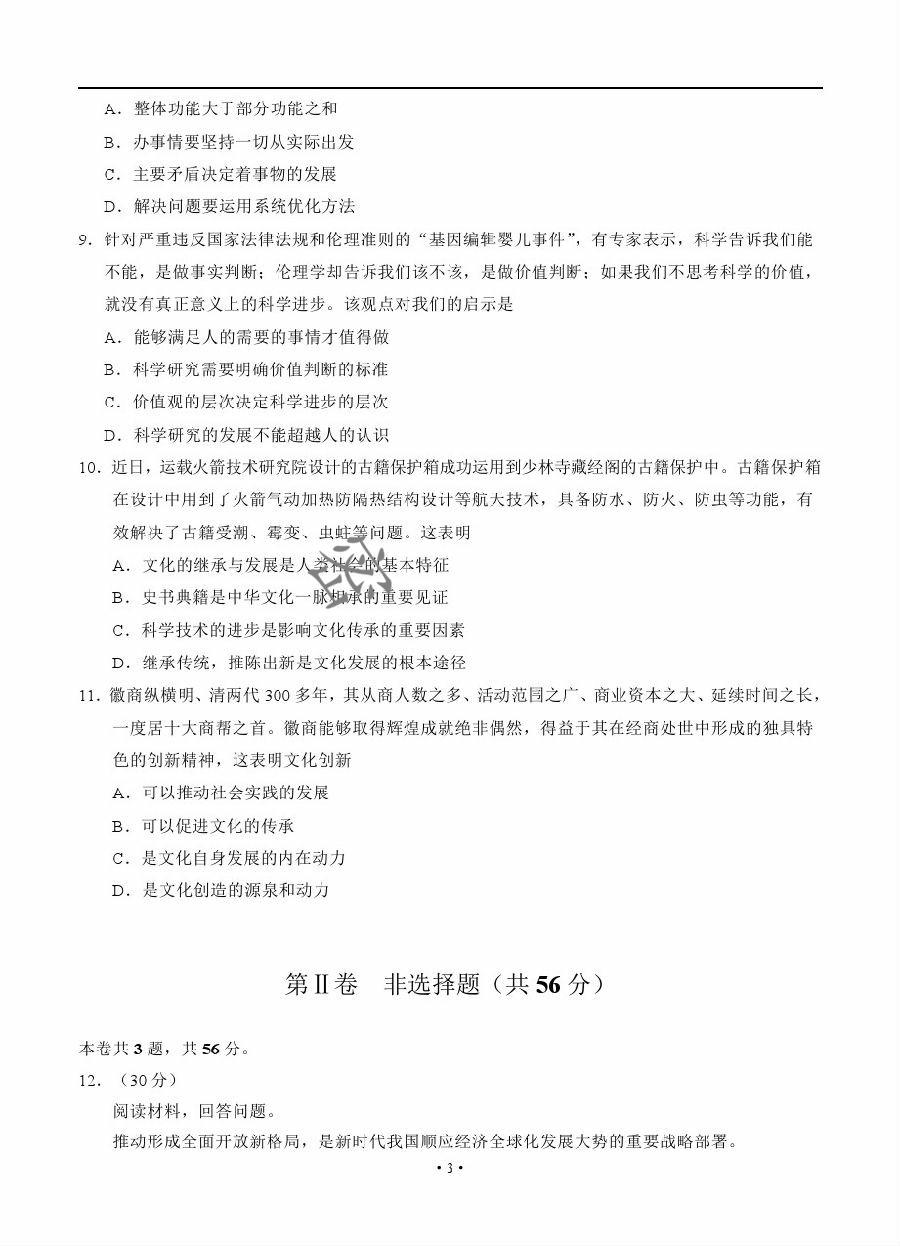 A．整体功能大于部分功能之和
B．办事情要坚持一切从实际出发
C．主要矛盾决定着事物的发展
D．解决问题要运用系统优化方法
9．针对严重违反国家法律法规和伦理准则的“基因编辑婴儿事件”，有专家表示，科学告诉我们能
不能，是做事实判断；伦理学却告诉我们该不该，是做价值判断；如果我们不思考科学的价值，
就没有真正意义上的科学进步。该观点对我们的启示是
A．能够满足人的需要的事情才值得做
B．科学研究需要明确价值判断的标准
C．价值观的层次决定科学进步的层次
D．科学研究的发展不能超越人的认识
10．近日，运载火箭技术研究院设计的古籍保护箱成功运用到少林寺藏经阁的古籍保护中。古籍保护箱
在设计中用到了火箭气动加热防隔热结构设计等航天技术，具备防水、防火、防虫等功能，有
效解决了古籍受潮、霉变、虫蛀等问题。这表明
A．文化的继承与发展是人类社会的基本特征
B．史书典籍是中华文化一脉相承的重要见证
C．科学技术的进步是影响文化传承的重要因素
D．继承传统，推陈出新是文化发展的根本途径
11．徽商纵横明、清两代 300 多年，其从商人数之多、活动范围之广、商业资本之大、延续时间之长，
一度居十大商帮之首。徽商能够取得辉煌成就绝非偶然，得益于其在经商处世中形成的独具特
色的创新精神，这表明文化创新
A．可以推动社会实践的发展
B．可以促进文化的传承
C．是文化自身发展的内在动力
D．是文化创造的源泉和动力
第Ⅱ卷　非选择题（共 56 分）
本卷共 3 题，共 56 分。
12．（30 分）
阅读材料，回答问题。
推动形成全面开放新格局，是新时代我国顺应经济全球化发展大势的重要战略部署。
· 3 ·